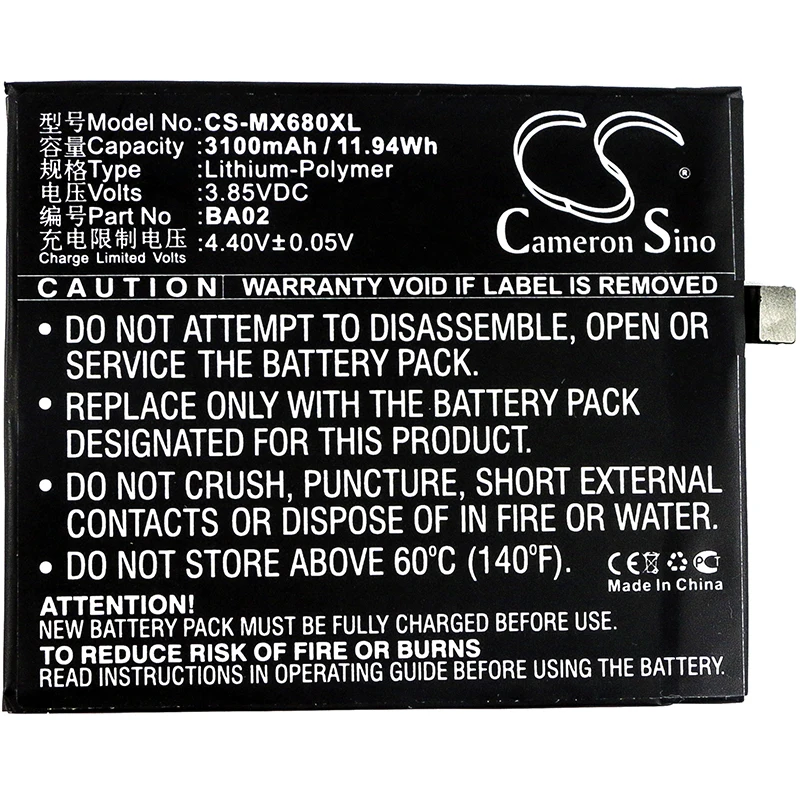 型号Model No.: CS-MX680XL
容量Capacity : 3100mAh / 11.94Wh
规格Type : Lithium-Polymer
电压Volts : 3.85VDC
编号Part No : BA02
充电限制电压 : 4.40V±0.05V
Charge Limited Volts
CS
®
Cameron Sino
CAUTION WARRANTY VOID IF LABEL IS REMOVED
• DO NOT ATTEMPT TO DISASSEMBLE, OPEN OR
SERVICE THE BATTERY PACK.
• REPLACE ONLY WITH THE BATTERY PACK
DESIGNATED FOR THIS PRODUCT.
• DO NOT CRUSH, PUNCTURE, SHORT EXTERNAL
CONTACTS OR DISPOSE OF IN FIRE OR WATER.
• DO NOT STORE ABOVE 60°C (140°F).
CE
PCT
Made In China
ATTENTION!
NEW BATTERY PACK MUST BE FULLY CHARGED BEFORE USE
TO REDUCE RISK OF FIRE OR BURNS
READ INSTRUCTIONS IN OPERATING GUIDE BEFORE USE